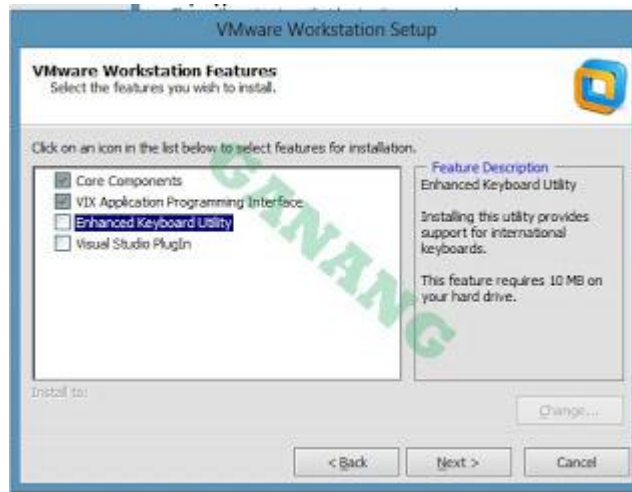 VMware Workstation Setup
VMware Workstation Features
Select the features you wish to install.
Click on an icon in the list below to select features for installation.
Core Components
VIX Application Programming Interface
Enhanced Keyboard Utility
Visual Studio PlugIn
Feature Description
Enhanced Keyboard Utility
Installing this utility provides
support for international
keyboards.
This feature requires 10 MB on
your hard drive.
GANANG
Install to:
Change...
< Back
Next >
Cancel